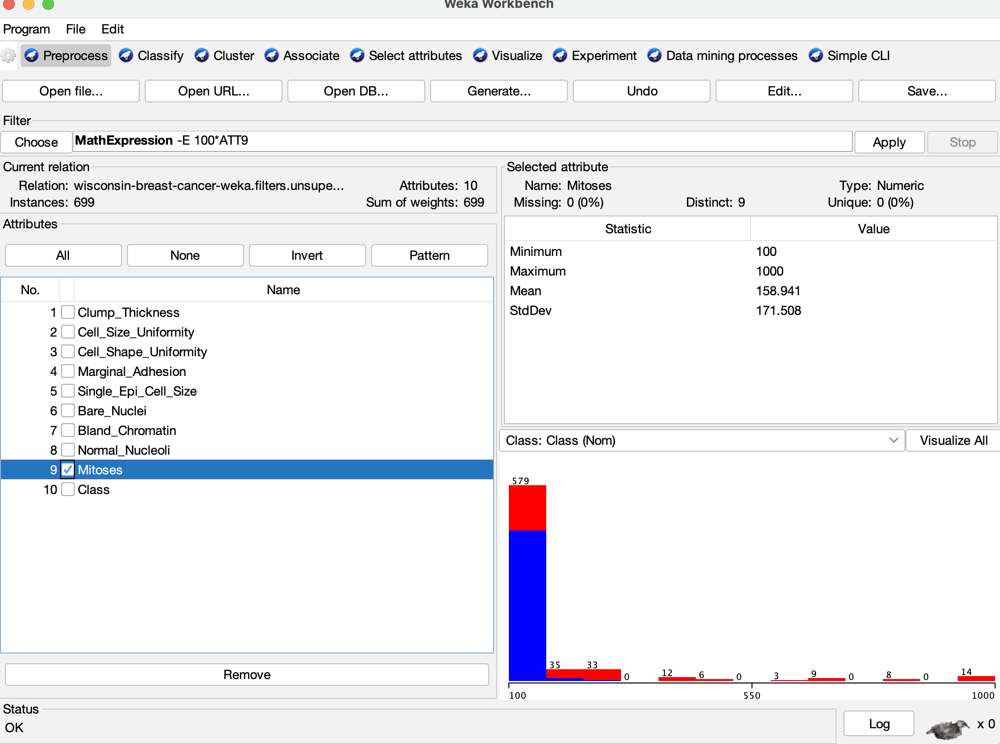 Weka Workbench
Program File Edit
Preprocess Classify Cluster Associate Select attributes Visualize Experiment Data mining processes Simple CLI
Open file... Open URL... Open DB... Generate... Undo Edit... Save...
Filter
Choose MathExpression -E 100*ATT9 Apply Stop
Current relation
Relation: wisconsin-breast-cancer-weka.filters.unsupe... Attributes: 10
Instances: 699 Sum of weights: 699
Attributes
All None Invert Pattern
No. Name
1 Clump_Thickness
2 Cell_Size_Uniformity
3 Cell_Shape_Uniformity
4 Marginal_Adhesion
5 Single_Epi_Cell_Size
6 Bare_Nuclei
7 Bland_Chromatin
8 Normal_Nucleoli
9 Mitoses
10 Class
Remove
Selected attribute
Name: Mitoses Type: Numeric
Missing: 0 (0%) Distinct: 9 Unique: 0 (0%)
Statistic Value
Minimum 100
Maximum 1000
Mean 158.941
StdDev 171.508
Class: Class (Nom) Visualize All
579
35 33 0 12 6 0 3 9 0 8 0 14
100 550 1000
Status
OK
Log x 0